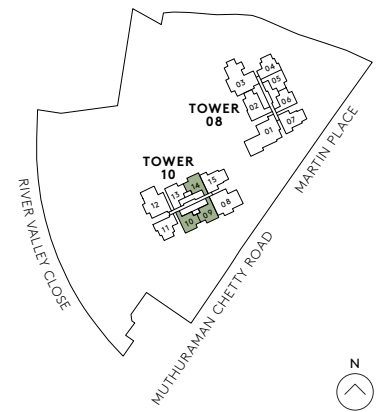 04
03
05
02
06
TOWER
08
07
01
MARTIN PLACE
TOWER
10
14
15
13
12
08
09
10
11
RIVER VALLEY CLOSE
MUTHURAMAN CHETTY ROAD
N